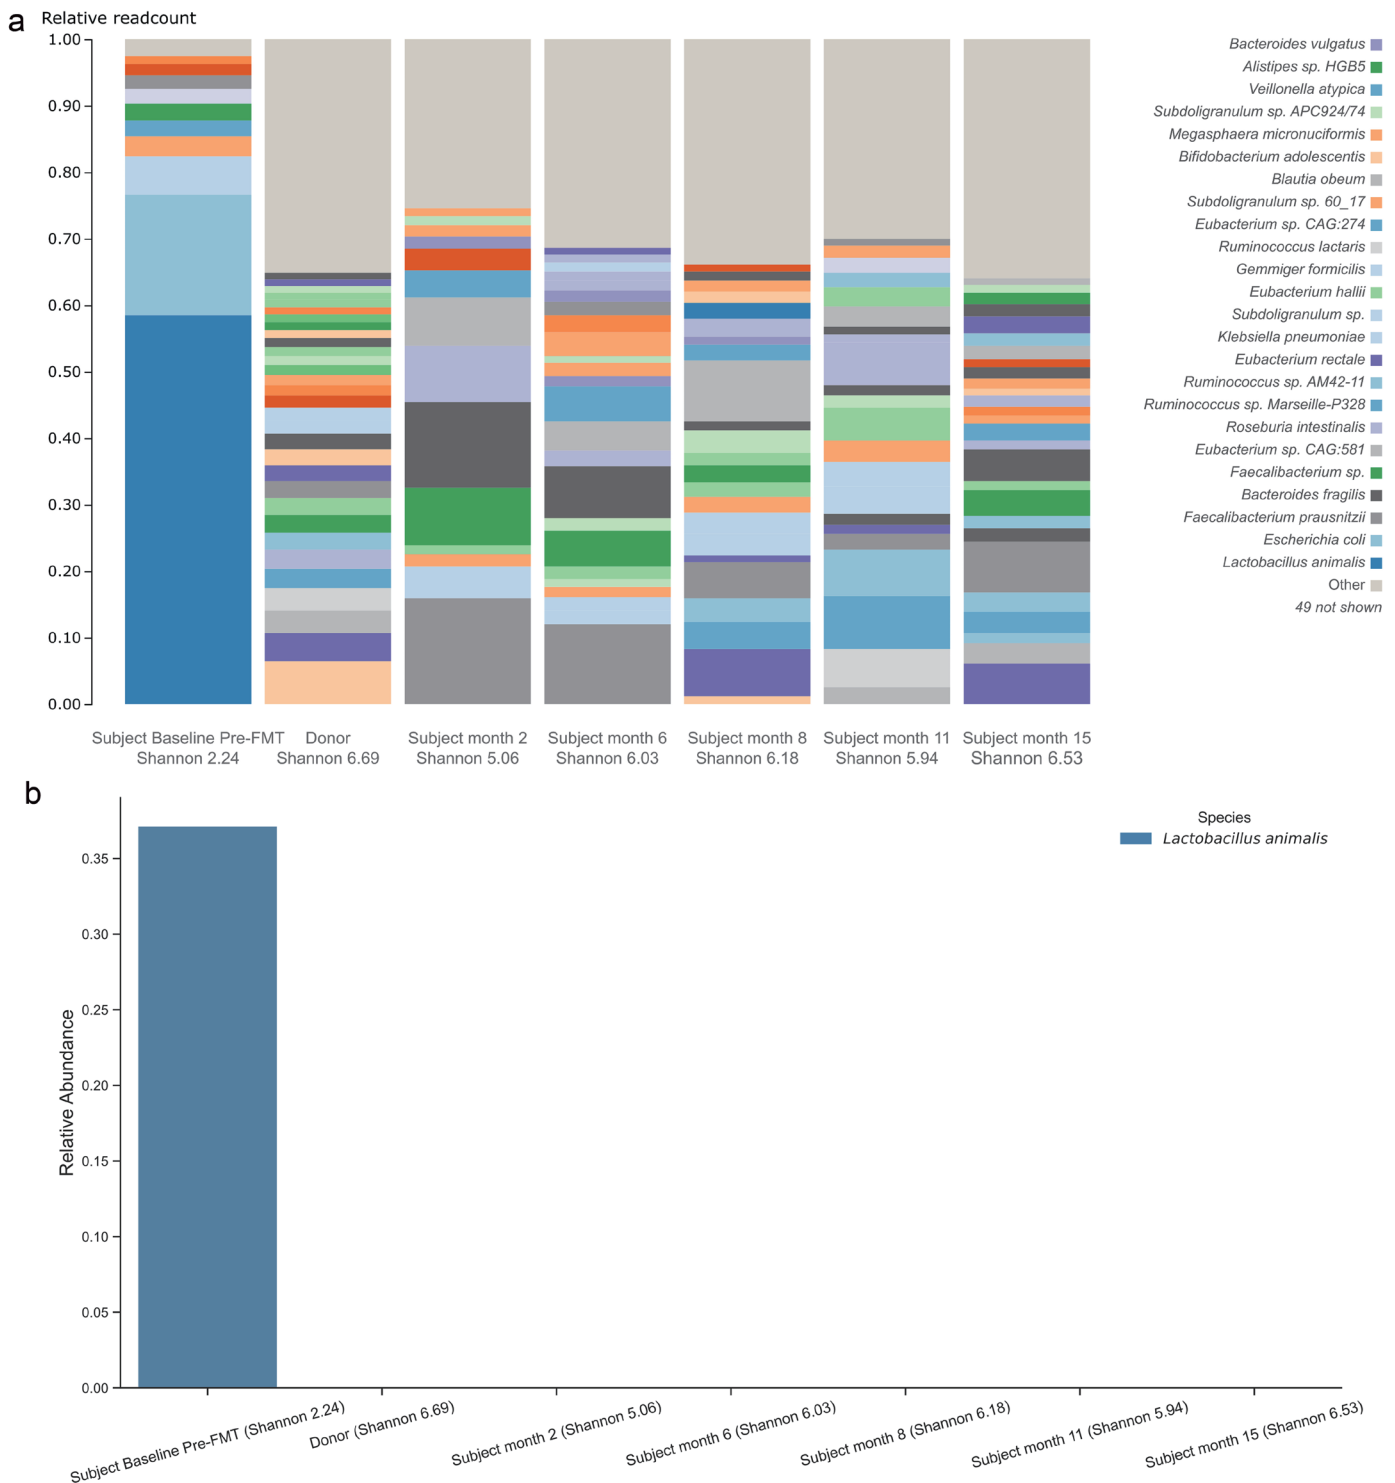 a Relative readcount
1.00
0.90
0.80
0.70
0.60
0.50
0.40
0.30
0.20
0.10
0.00
Subject Baseline Pre-FMT
Shannon 2.24
Donor
Shannon 6.69
Subject month 2
Shannon 5.06
Subject month 6
Shannon 6.03
Subject month 8
Shannon 6.18
Subject month 11
Shannon 5.94
Subject month 15
Shannon 6.53
Bacteroides vulgatus
Alistipes sp. HGB5
Veillonella atypica
Subdoligranulum sp. APC924/74
Megasphaera micronuciformis
Bifidobacterium adolescentis
Blautia obeum
Subdoligranulum sp. 60_17
Eubacterium sp. CAG:274
Ruminococcus lactaris
Gemmiger formicilis
Eubacterium hallii
Subdoligranulum sp.
Klebsiella pneumoniae
Eubacterium rectale
Ruminococcus sp. AM42-11
Ruminococcus sp. Marseille-P328
Roseburia intestinalis
Eubacterium sp. CAG:581
Faecalibacterium sp.
Bacteroides fragilis
Faecalibacterium prausnitzii
Escherichia coli
Lactobacillus animalis
Other
49 not shown
b
Species
Lactobacillus animalis
Relative Abundance
0.35
0.30
0.25
0.20
0.15
0.10
0.05
0.00
Subject Baseline Pre-FMT (Shannon 2.24)
Donor (Shannon 6.69)
Subject month 2 (Shannon 5.06)
Subject month 6 (Shannon 6.03)
Subject month 8 (Shannon 6.18)
Subject month 11 (Shannon 5.94)
Subject month 15 (Shannon 6.53)